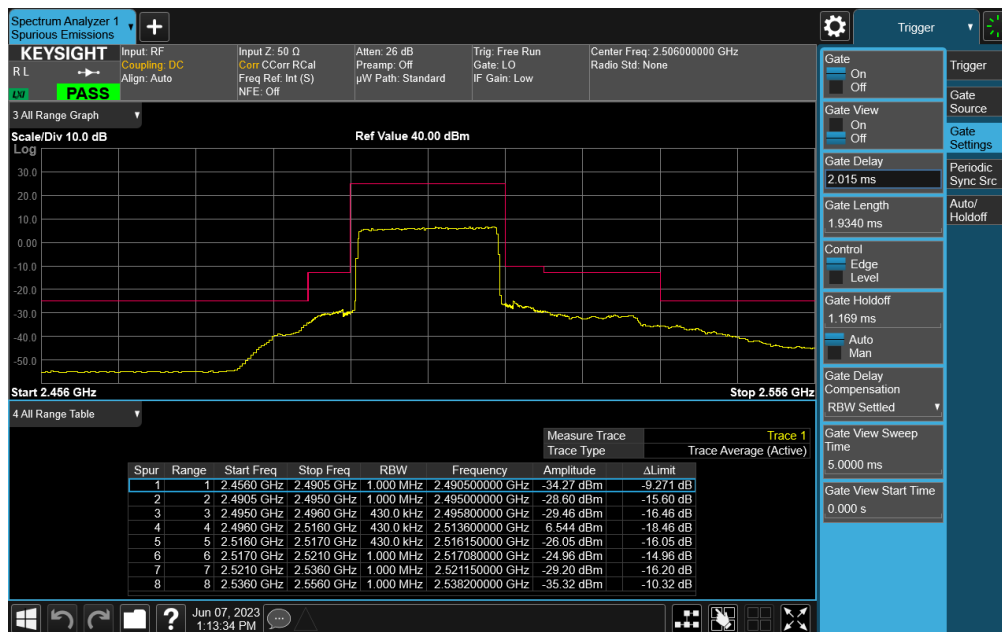 Spectrum Analyzer 1
Spurious Emissions
Trigger
KEYSIGHT
R L
LXI
PASS
Input: RF
Coupling: DC
Align: Auto
Input Z: 50 Ω
Corr CCorr RCal
Freq Ref: Int (S)
NFE: Off
Atten: 26 dB
Preamp: Off
µW Path: Standard
Trig: Free Run
Gate: LO
IF Gain: Low
Center Freq: 2.506000000 GHz
Radio Std: None
3 All Range Graph
Scale/Div 10.0 dB
Ref Value 40.00 dBm
Log
30.0
20.0
10.0
0.00
-10.0
-20.0
-30.0
-40.0
-50.0
Start 2.456 GHz
Stop 2.556 GHz
4 All Range Table
Measure Trace Trace 1
Trace Type Trace Average (Active)
Spur Range Start Freq Stop Freq RBW Frequency Amplitude ΔLimit
1 1 2.4560 GHz 2.4905 GHz 1.000 MHz 2.490500000 GHz -34.27 dBm -9.271 dB
2 2 2.4905 GHz 2.4950 GHz 1.000 MHz 2.495000000 GHz -28.60 dBm -15.60 dB
3 3 2.4950 GHz 2.4960 GHz 430.0 kHz 2.495800000 GHz -29.46 dBm -16.46 dB
4 4 2.4960 GHz 2.5160 GHz 430.0 kHz 2.513600000 GHz 6.544 dBm -18.46 dB
5 5 2.5160 GHz 2.5170 GHz 430.0 kHz 2.516150000 GHz -26.05 dBm -16.05 dB
6 6 2.5170 GHz 2.5210 GHz 1.000 MHz 2.517080000 GHz -24.96 dBm -14.96 dB
7 7 2.5210 GHz 2.5360 GHz 1.000 MHz 2.521150000 GHz -29.20 dBm -16.20 dB
8 8 2.5360 GHz 2.5560 GHz 1.000 MHz 2.538200000 GHz -35.32 dBm -10.32 dB
Jun 07, 2023
1:13:34 PM
Gate
On
Off
Gate View
On
Off
Gate Delay
2.015 ms
Gate Length
1.9340 ms
Control
Edge
Level
Gate Holdoff
1.169 ms
Auto
Man
Gate Delay
Compensation
RBW Settled
Gate View Sweep
Time
5.0000 ms
Gate View Start Time
0.000 s
Trigger
Gate
Source
Gate
Settings
Periodic
Sync Src
Auto/
Holdoff